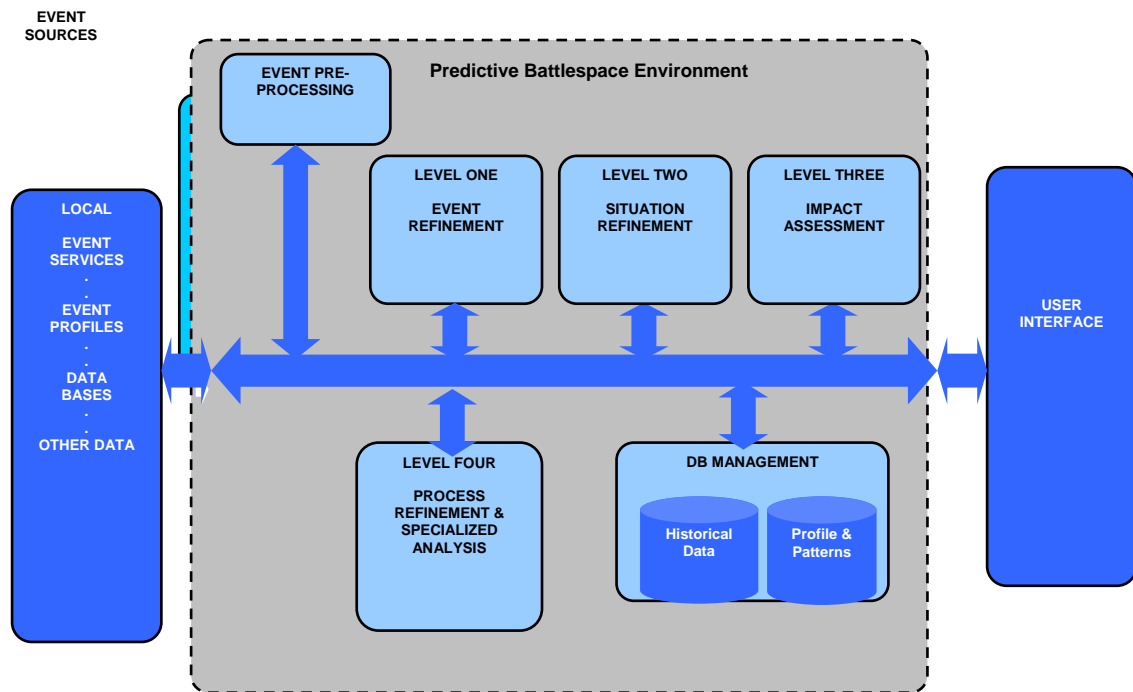 EVENT
SOURCES
Predictive Battlespace Environment
EVENT PRE-
PROCESSING
LEVEL ONE
EVENT
REFINEMENT
LEVEL TWO
SITUATION
REFINEMENT
LEVEL THREE
IMPACT
ASSESSMENT
LOCAL
EVENT
SERVICES
.
.
EVENT
PROFILES
.
.
DATA
BASES
.
.
OTHER DATA
USER
INTERFACE
LEVEL FOUR
PROCESS
REFINEMENT &
SPECIALIZED
ANALYSIS
DB MANAGEMENT
Historical
Data
Profile &
Patterns